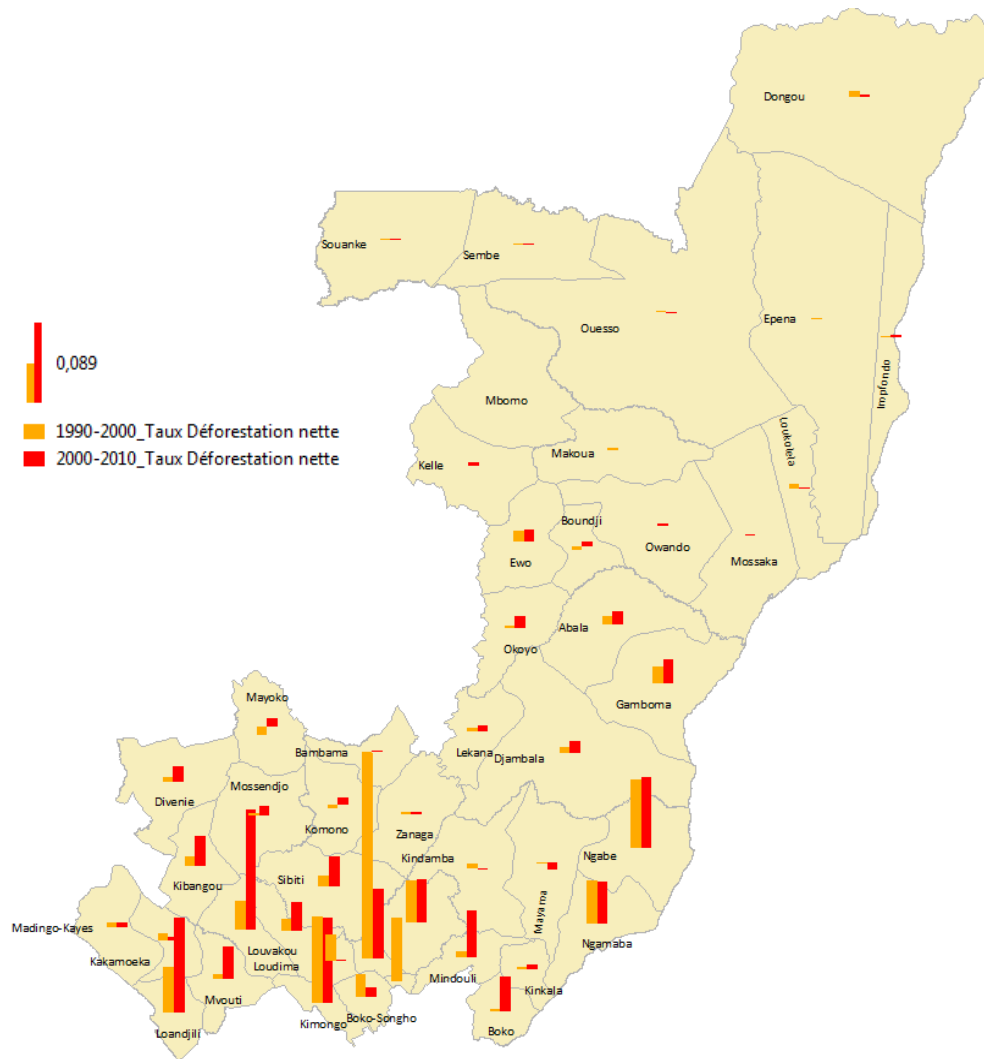 Dongou
Souanke
Sembe
Ouesso
Epena
Impfondo
0,089
1990-2000_Taux Déforestation nette
2000-2010_Taux Déforestation nette
Mbomo
Loukolela
Makoua
Kelle
Boundji
Owando
Ewo
Mossaka
Abala
Okoyo
Gamboma
Mayoko
Bambama
Lekana
Djambala
Divenie
Mossendjo
Komono
Zanaga
Ngabe
Kindamba
Sibiti
Kibangou
Mayama
Madingo-Kayes
Ngamaba
Louvakou
Kakamoeka
Loudima
Mindouli
Mvouti
Kinkala
Loandjili
Kimongo
Boko-Songho
Boko